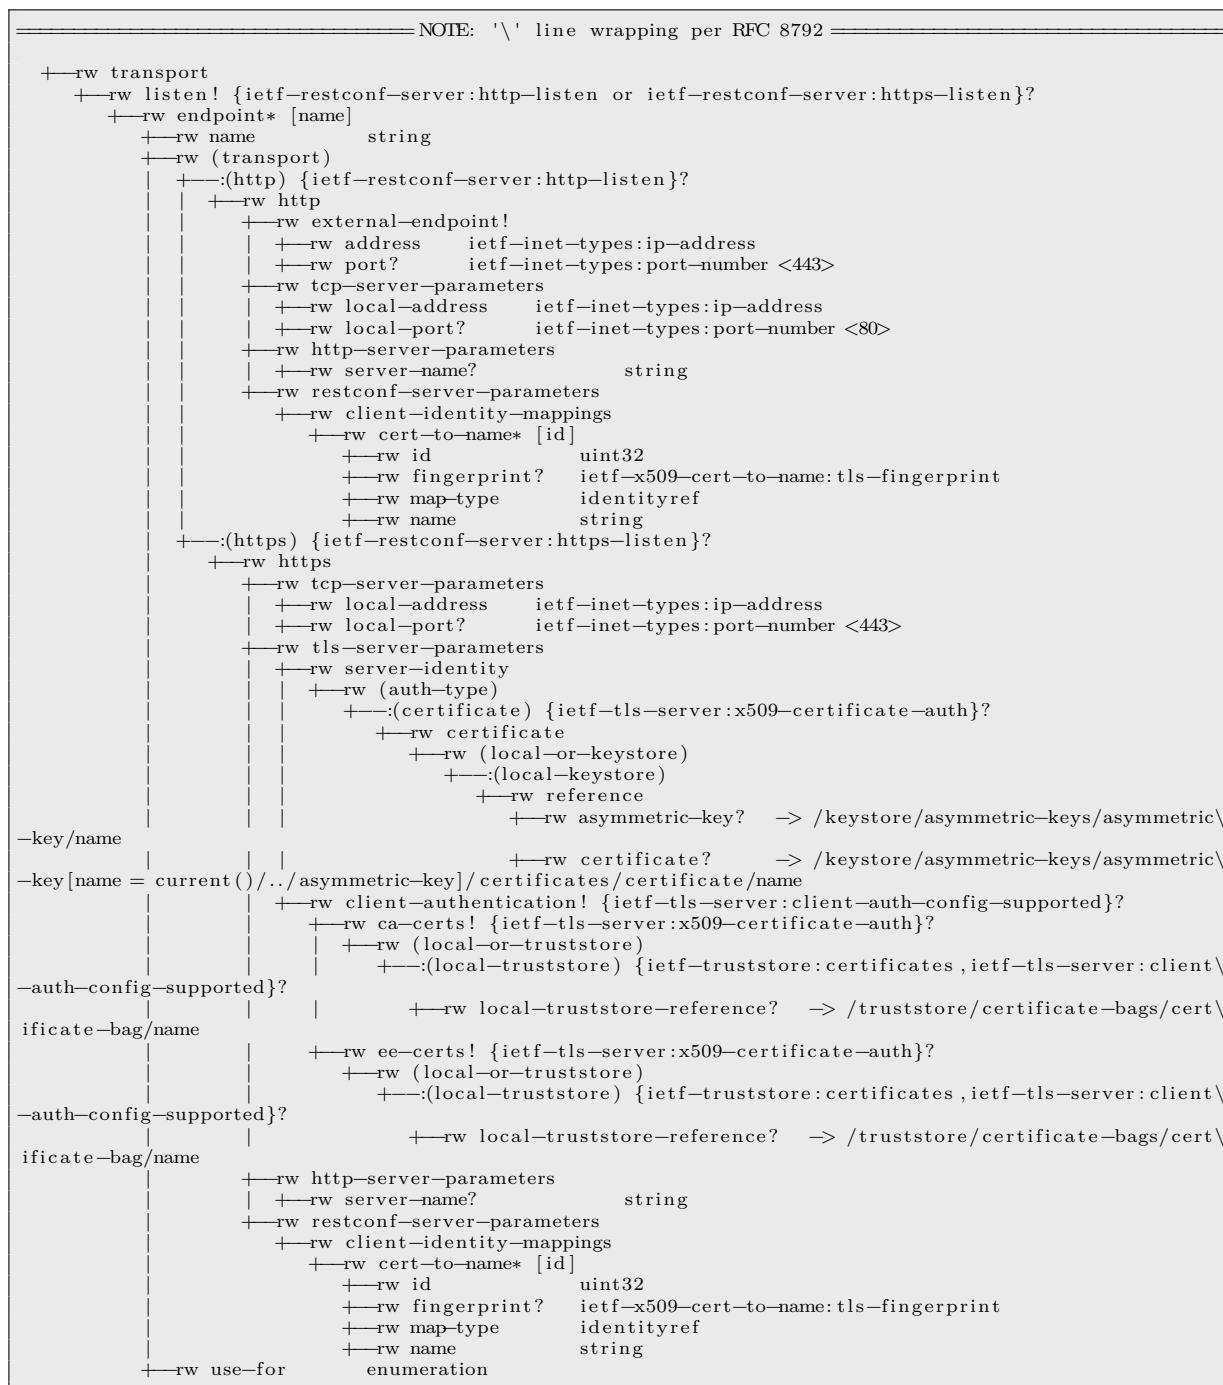 ================================== NOTE: '\' line wrapping per RFC 8792 ==================================
  +--rw transport
     +--rw listen! {ietf-restconf-server:http-listen or ietf-restconf-server:https-listen}?
        +--rw endpoint* [name]
           +--rw name          string
           +--rw (transport)
           |  +--:(http) {ietf-restconf-server:http-listen}?
           |  |  +--rw http
           |  |     +--rw external-endpoint!
           |  |     |  +--rw address    ietf-inet-types:ip-address
           |  |     |  +--rw port?      ietf-inet-types:port-number <443>
           |  |     +--rw tcp-server-parameters
           |  |     |  +--rw local-address    ietf-inet-types:ip-address
           |  |     |  +--rw local-port?      ietf-inet-types:port-number <80>
           |  |     +--rw http-server-parameters
           |  |     |  +--rw server-name?             string
           |  |     +--rw restconf-server-parameters
           |  |        +--rw client-identity-mappings
           |  |           +--rw cert-to-name* [id]
           |  |              +--rw id             uint32
           |  |              +--rw fingerprint?   ietf-x509-cert-to-name:tls-fingerprint
           |  |              +--rw map-type       identityref
           |  |              +--rw name           string
           |  +--:(https) {ietf-restconf-server:https-listen}?
           |     +--rw https
           |        +--rw tcp-server-parameters
           |        |  +--rw local-address    ietf-inet-types:ip-address
           |        |  +--rw local-port?      ietf-inet-types:port-number <443>
           |        +--rw tls-server-parameters
           |        |  +--rw server-identity
           |        |  |  +--rw (auth-type)
           |        |  |     +--:(certificate) {ietf-tls-server:x509-certificate-auth}?
           |        |  |        +--rw certificate
           |        |  |           +--rw (local-or-keystore)
           |        |  |              +--:(local-keystore)
           |        |  |                 +--rw reference
           |        |  |                    +--rw asymmetric-key?   -> /keystore/asymmetric-keys/asymmetric\
-key/name
           |        |  |                    +--rw certificate?      -> /keystore/asymmetric-keys/asymmetric\
-key[name = current()/../asymmetric-key]/certificates/certificate/name
           |        |  +--rw client-authentication! {ietf-tls-server:client-auth-config-supported}?
           |        |     +--rw ca-certs! {ietf-tls-server:x509-certificate-auth}?
           |        |     |  +--rw (local-or-truststore)
           |        |     |     +--:(local-truststore) {ietf-truststore:certificates,ietf-tls-server:client\
-auth-config-supported}?
           |        |     |        +--rw local-truststore-reference?   -> /truststore/certificate-bags/cert\
ificate-bag/name
           |        |     +--rw ee-certs! {ietf-tls-server:x509-certificate-auth}?
           |        |        +--rw (local-or-truststore)
           |        |           +--:(local-truststore) {ietf-truststore:certificates,ietf-tls-server:client\
-auth-config-supported}?
           |        |              +--rw local-truststore-reference?   -> /truststore/certificate-bags/cert\
ificate-bag/name
           |        +--rw http-server-parameters
           |        |  +--rw server-name?             string
           |        +--rw restconf-server-parameters
           |           +--rw client-identity-mappings
           |              +--rw cert-to-name* [id]
           |                 +--rw id             uint32
           |                 +--rw fingerprint?   ietf-x509-cert-to-name:tls-fingerprint
           |                 +--rw map-type       identityref
           |                 +--rw name           string
           +--rw use-for       enumeration